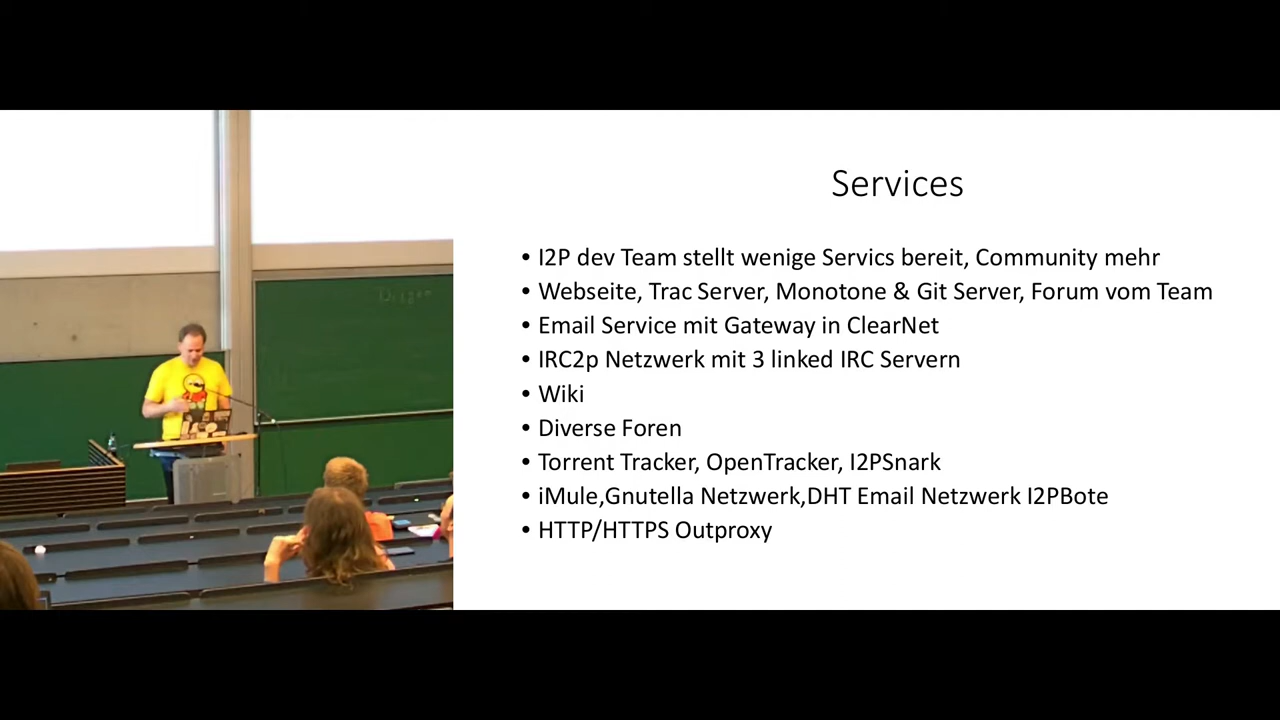 Services
• I2P dev Team stellt wenige Servics bereit, Community mehr
• Webseite, Trac Server, Monotone & Git Server, Forum vom Team
• Email Service mit Gateway in ClearNet
• IRC2p Netzwerk mit 3 linked IRC Servern
• Wiki
• Diverse Foren
• Torrent Tracker, OpenTracker, I2PSnark
• iMule,Gnutella Netzwerk,DHT Email Netzwerk I2PBote
• HTTP/HTTPS Outproxy